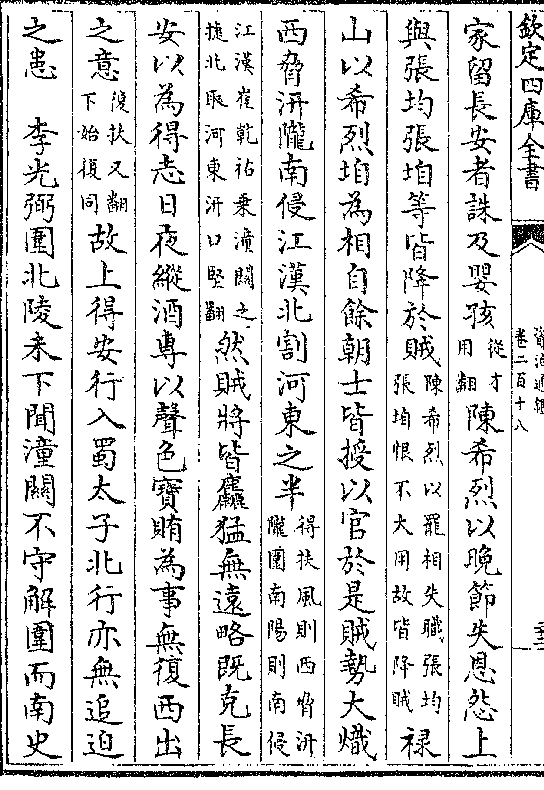 欽定四庫全書
資治通鑑
卷二百十八
家留長安者誅及嬰孩從才用翻陳希烈以晚節失恩怨上
與張均張垍等皆降於賊陳希烈以罷相失職張均張垍恨不大用故皆降賊祿
山以希烈垍為相自餘朝士皆授以官於是賊勢大熾
西脅汧隴南侵江漢北割河東之半得扶風則西脅汧隴圍南陽則南侵
江漢崔乾祐乗潼關之捷北取河東汧口堅翻然賊將皆麤猛無遠略既克長
安以為得志日夜縱酒專以聲色寶賄為事無復西出
之意復扶又翻下始復同故上得安行入蜀太子北行亦無追迫
之患　李光弼圍北陵未下聞潼關不守解圍而南史